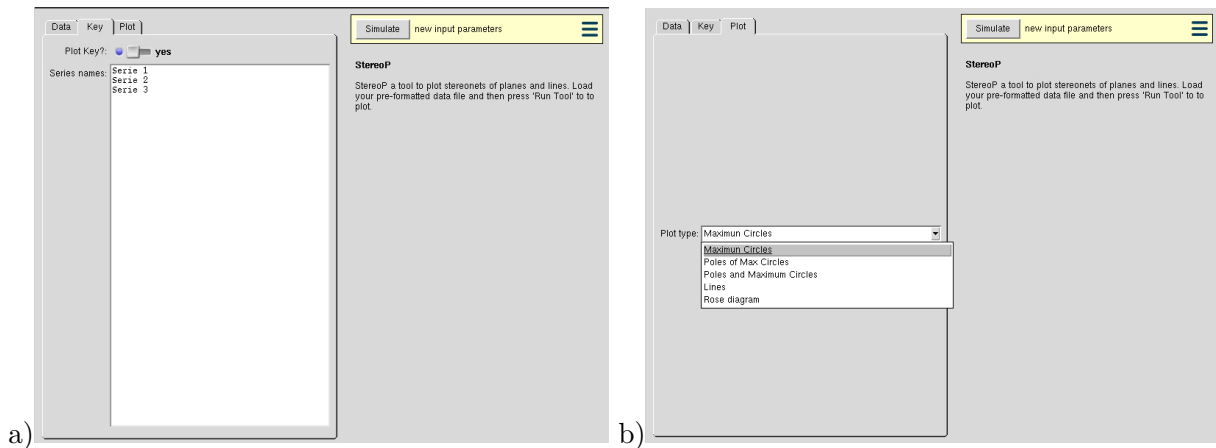 Data Key Plot
Plot Key?: yes
Series names: Serie 1
Serie 2
Serie 3
Simulate new input parameters
StereoP
StereoP a tool to plot stereonets of planes and lines. Load
your pre-formatted data file and then press 'Run Tool' to to
plot.
a)
Data Key Plot
Plot type: Maximun Circles
Maximun Circles
Poles of Max Circles
Poles and Maximum Circles
Lines
Rose diagram
Simulate new input parameters
StereoP
StereoP a tool to plot stereonets of planes and lines. Load
your pre-formatted data file and then press 'Run Tool' to to
plot.
b)